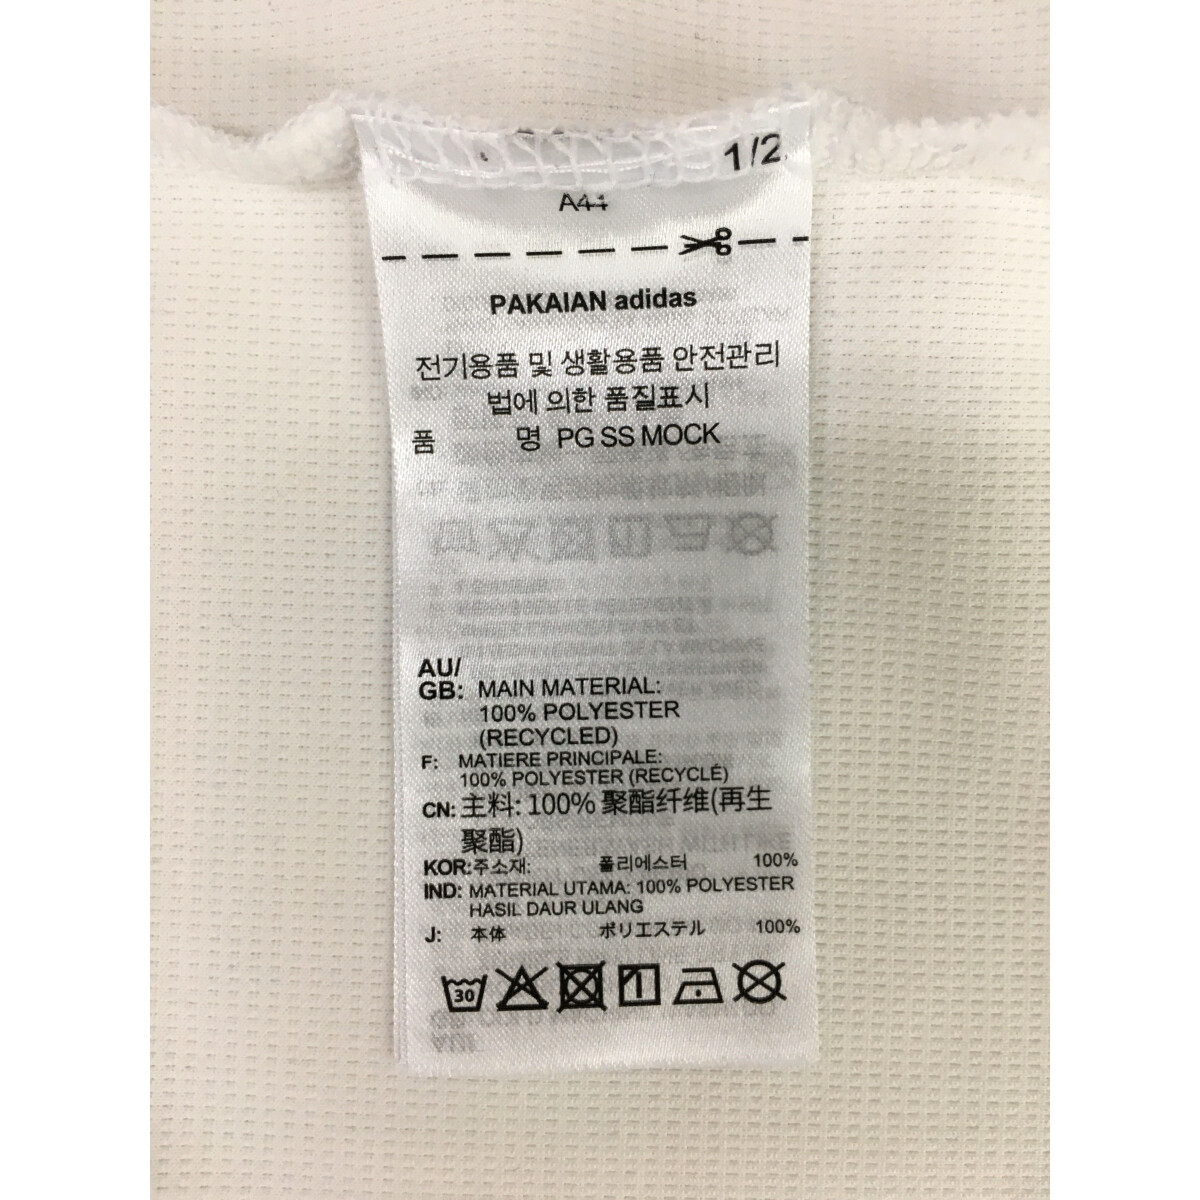 1/2
A44
PAKAIAN adidas
전기용품 및 생활용품 안전관리
법에 의한 품질표시
품 명 PG SS MOCK
AU/
GB: MAIN MATERIAL:
100% POLYESTER
(RECYCLED)
F: MATIERE PRINCIPALE:
100% POLYESTER (RECYCLÉ)
CN: 主料: 100% 聚酯纤维(再生
聚酯)
KOR: 주소재: 폴리에스터 100%
IND: MATERIAL UTAMA: 100% POLYESTER
HASIL DAUR ULANG
J: 本体 ポリエステル 100%
30